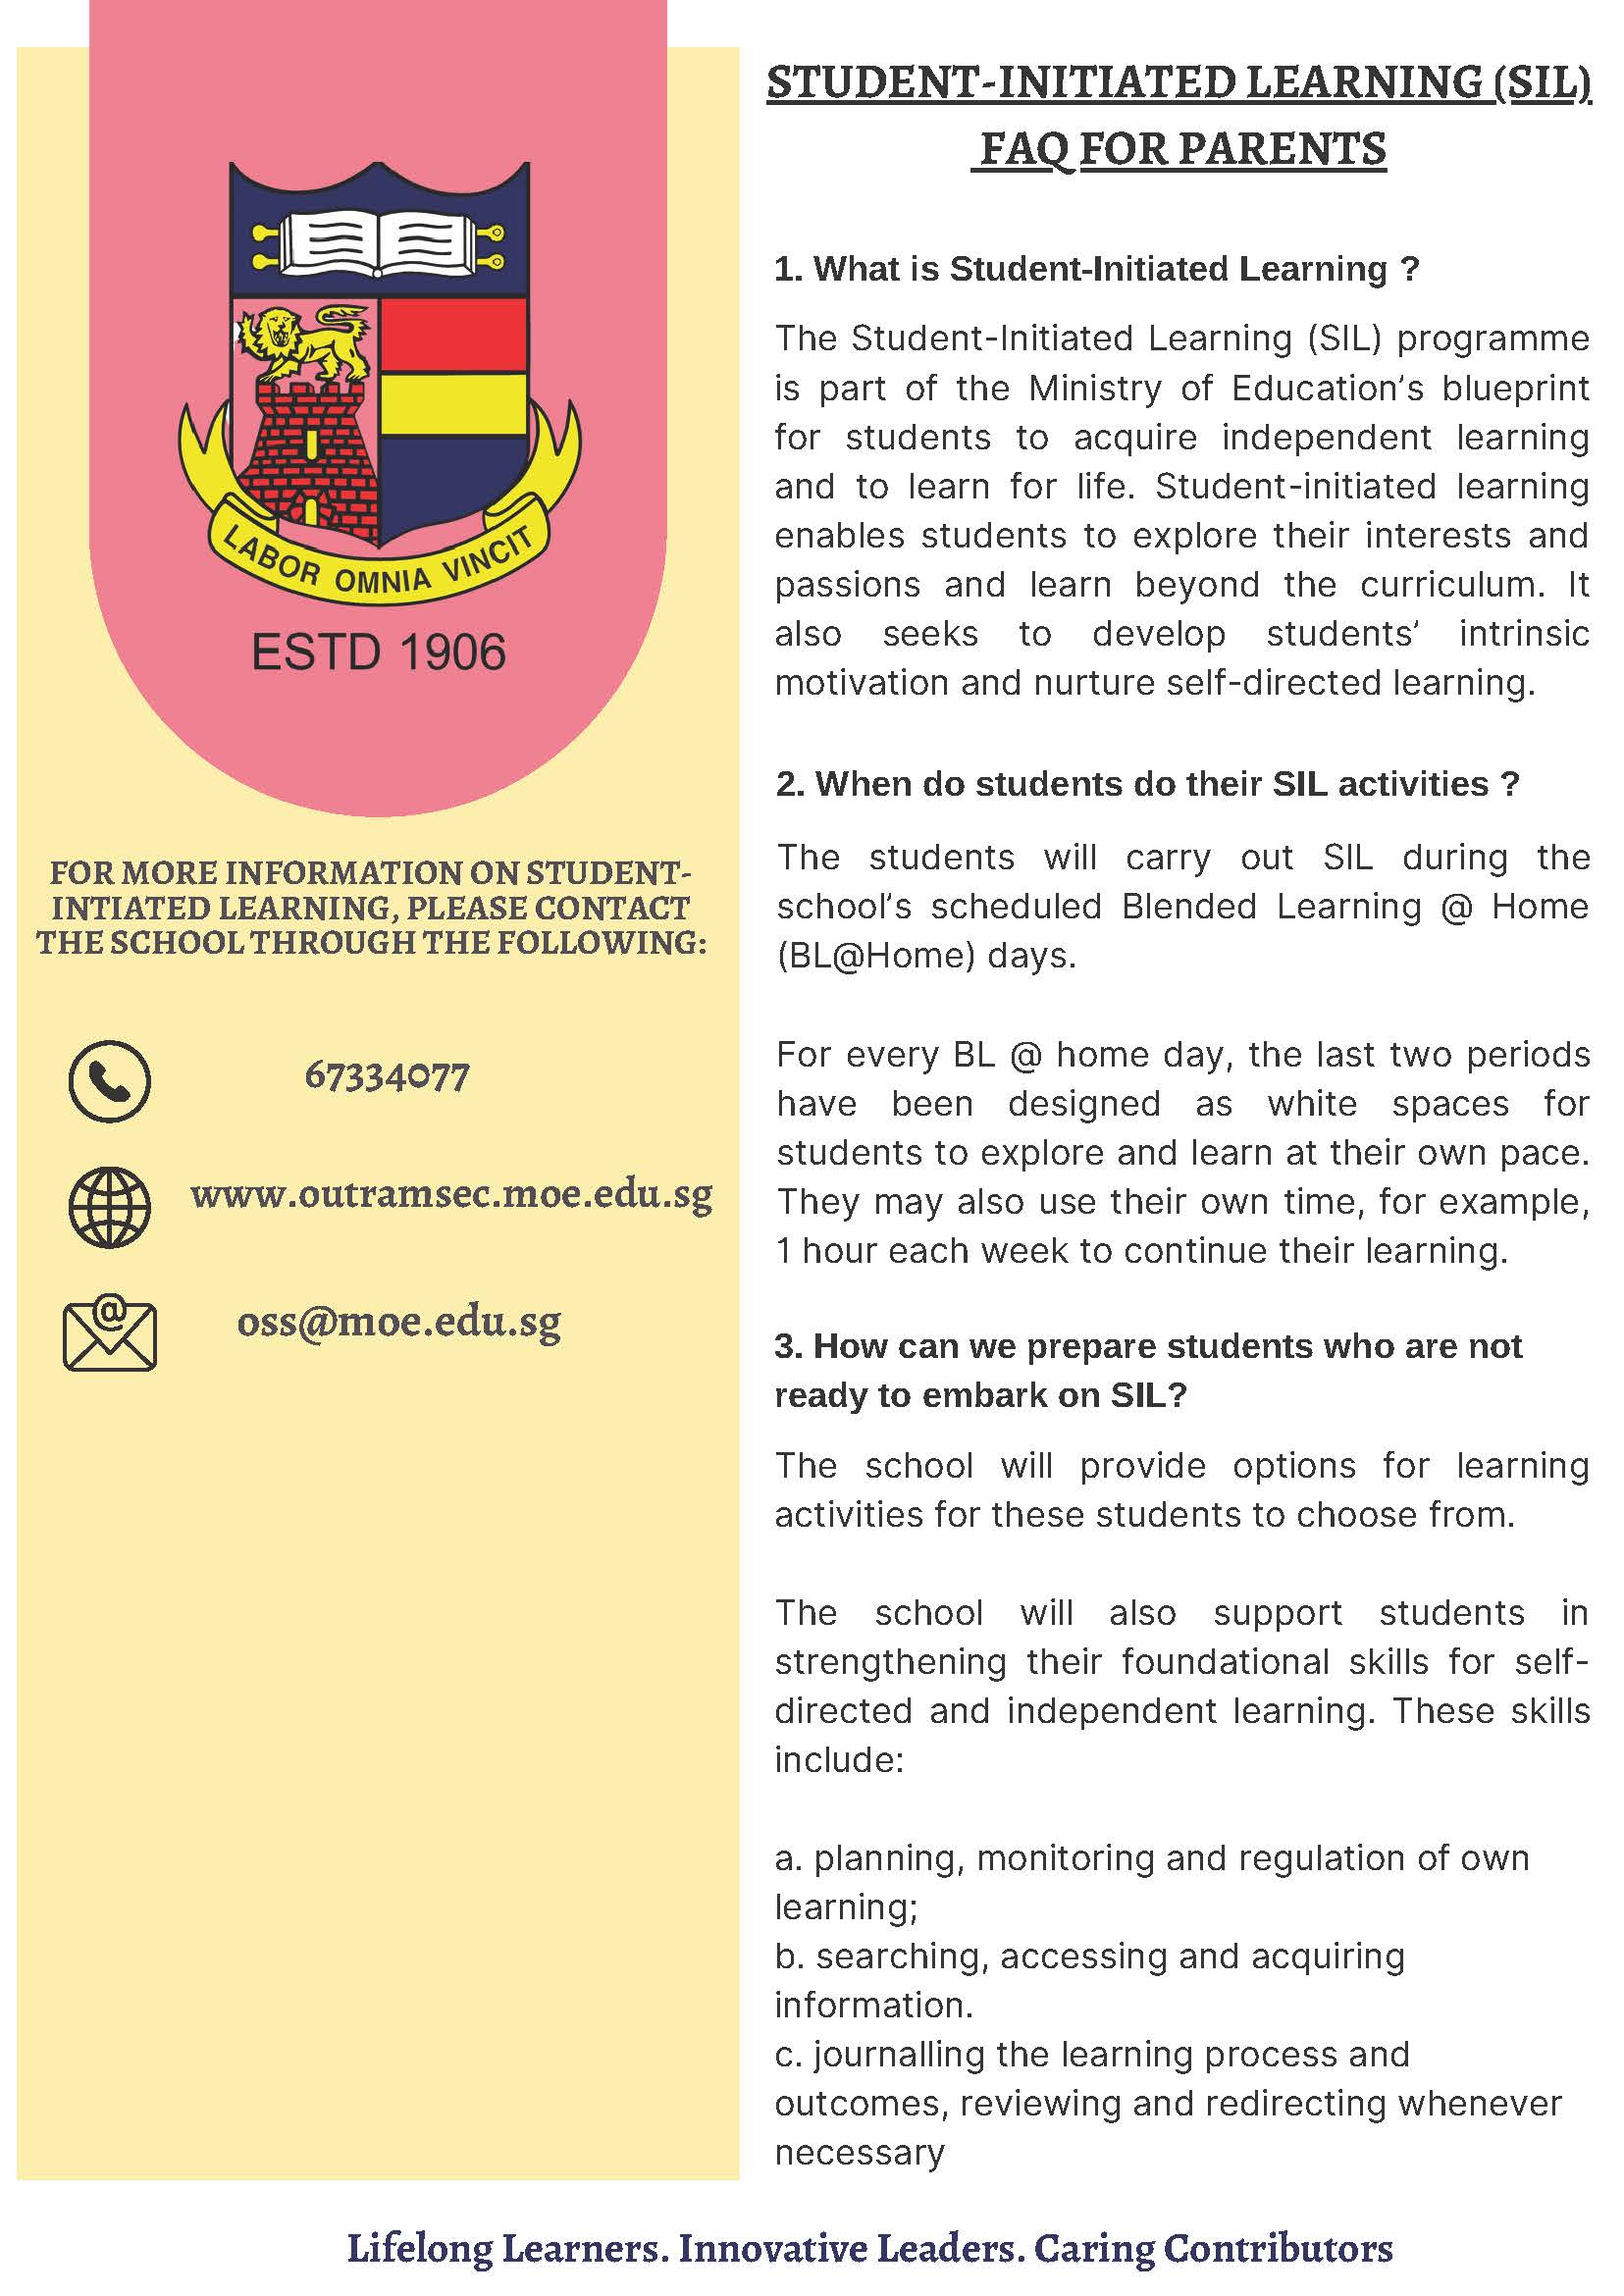 LABOR OMNIA VINCIT
ESTD 1906
FOR MORE INFORMATION ON STUDENT-
INTIATED LEARNING, PLEASE CONTACT
THE SCHOOL THROUGH THE FOLLOWING:
67334077
www.outramsec.moe.edu.sg
@
oss@moe.edu.sg
STUDENT-INITIATED LEARNING (SIL)
FAQ FOR PARENTS
1. What is Student-Initiated Learning ?
The Student-Initiated Learning (SIL) programme
is part of the Ministry of Education’s blueprint
for students to acquire independent learning
and to learn for life. Student-initiated learning
enables students to explore their interests and
passions and learn beyond the curriculum. It
also seeks to develop students’ intrinsic
motivation and nurture self-directed learning.
2. When do students do their SIL activities ?
The students will carry out SIL during the
school’s scheduled Blended Learning @ Home
(BL@Home) days.
For every BL @ home day, the last two periods
have been designed as white spaces for
students to explore and learn at their own pace.
They may also use their own time, for example,
1 hour each week to continue their learning.
3. How can we prepare students who are not
ready to embark on SIL?
The school will provide options for learning
activities for these students to choose from.
The school will also support students in
strengthening their foundational skills for self-
directed and independent learning. These skills
include:
a. planning, monitoring and regulation of own
learning;
b. searching, accessing and acquiring
information.
c. journalling the learning process and
outcomes, reviewing and redirecting whenever
necessary
Lifelong Learners. Innovative Leaders. Caring Contributors